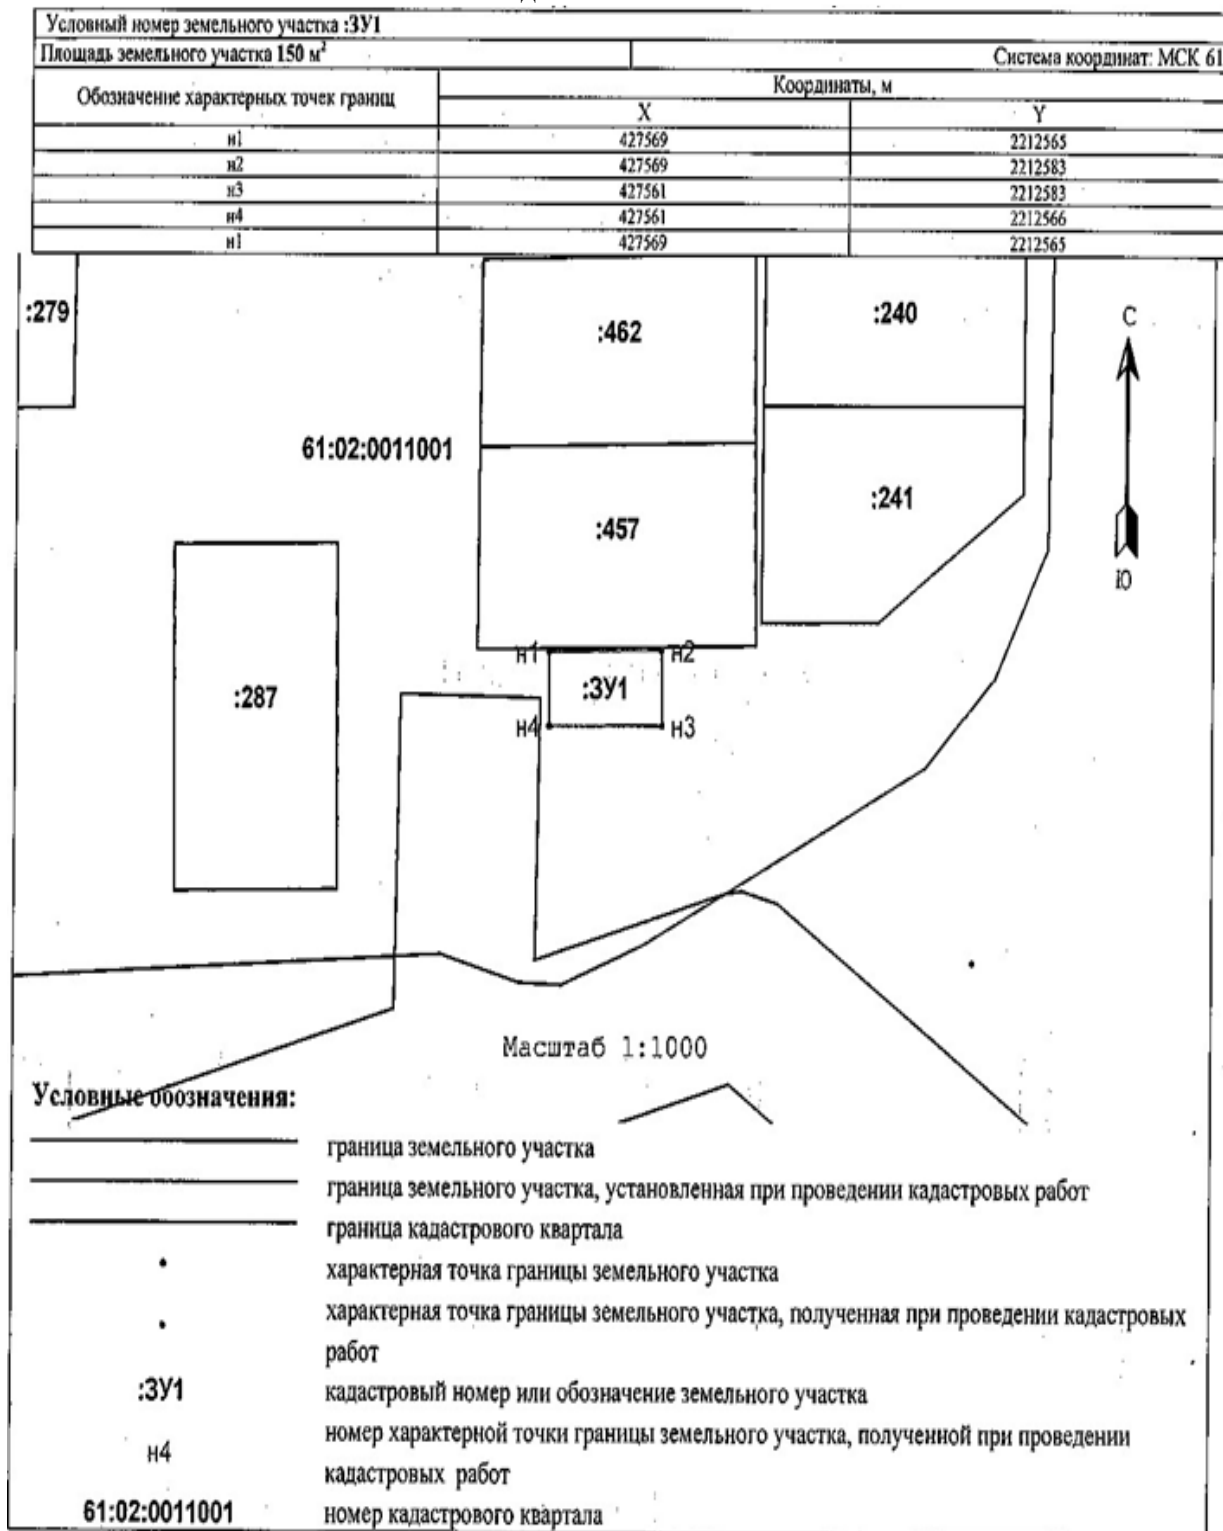 Условный номер земельного участка :ЗУ1
Площадь земельного участка 150 м² Система координат: МСК 61
Обозначение характерных точек границ Координаты, м
X Y
н1 427569 2212565
н2 427569 2212583
н3 427561 2212583
н4 427561 2212566
н1 427569 2212565
:279 :462 :240 С
61:02:0011001
:457 :241
Ю
н1 н2
:287 :ЗУ1
н4 н3
Масштаб 1:1000
Условные обозначения:
граница земельного участка
граница земельного участка, установленная при проведении кадастровых работ
граница кадастрового квартала
характерная точка границы земельного участка
характерная точка границы земельного участка, полученная при проведении кадастровых
работ
:ЗУ1 кадастровый номер или обозначение земельного участка
н4 номер характерной точки границы земельного участка, полученной при проведении
кадастровых работ
61:02:0011001 номер кадастрового квартала